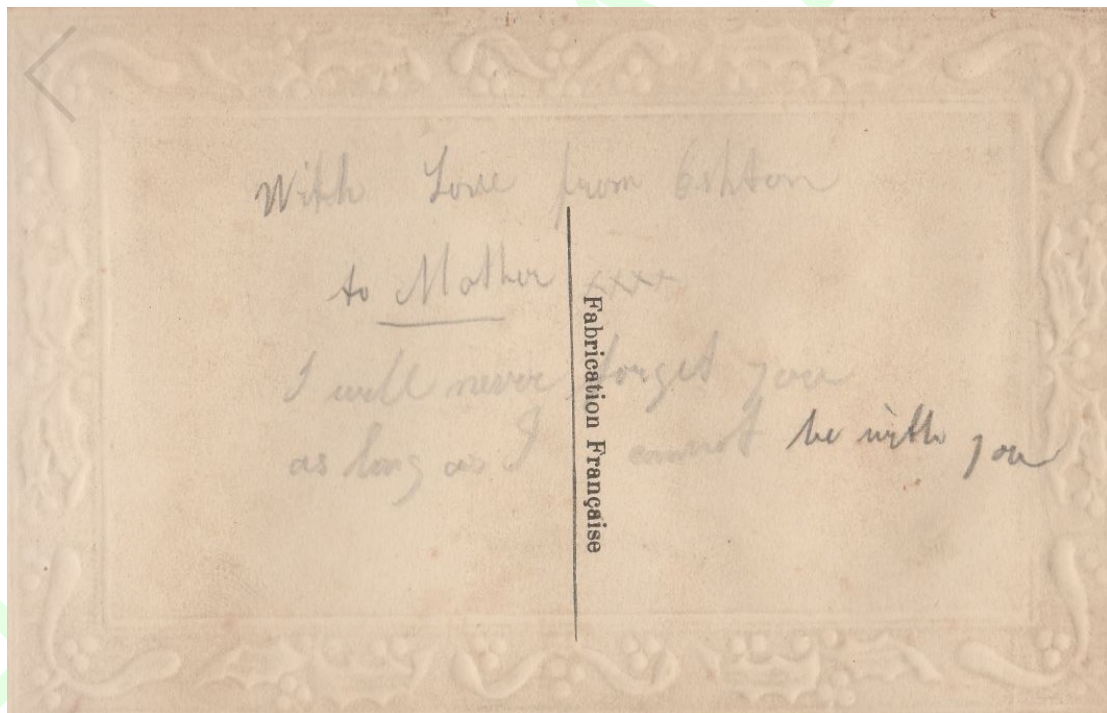 With Love from Eshton
to Mother xxxx
I will never forget you
as long as I cannot be with you
Fabrication Française